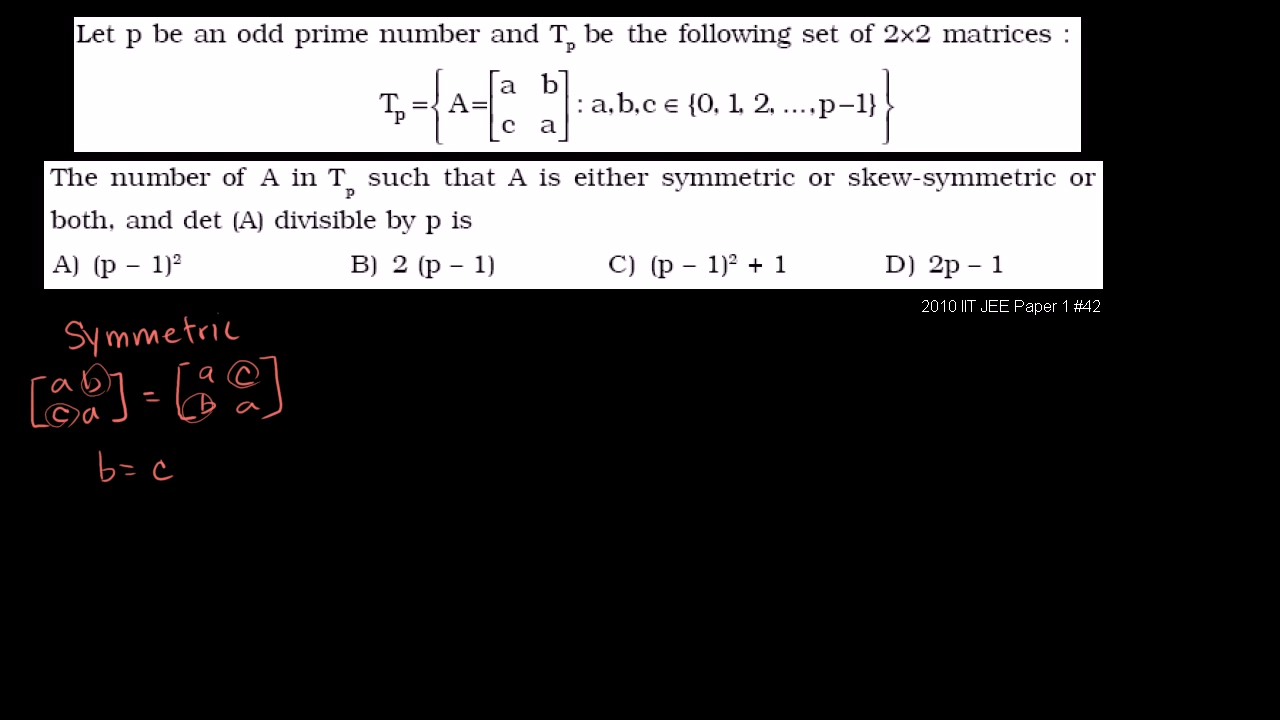 Let p be an odd prime number and Tₚ be the following set of 2×2 matrices :
Tₚ = { A = [a b; c a] : a, b, c ∈ {0, 1, 2, ..., p−1} }
The number of A in Tₚ such that A is either symmetric or skew-symmetric or
both, and det (A) divisible by p is
A) (p − 1)² B) 2 (p − 1) C) (p − 1)² + 1 D) 2p − 1
2010 IIT JEE Paper 1 #42
Symmetric
[a b; c a] = [a c; b a]
b = c